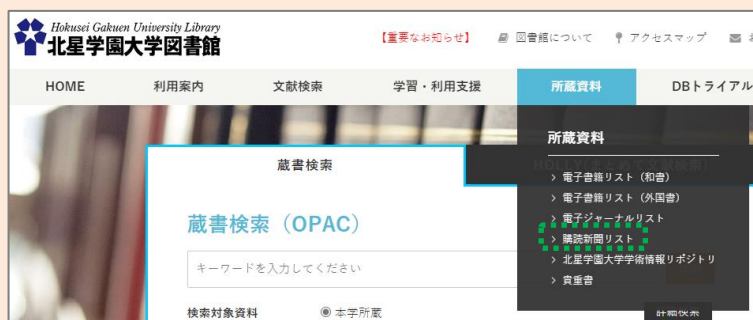 Hokusei Gakuen University Library
北星学園大学図書館
【重要なお知らせ】
図書館について
アクセスマップ
HOME
利用案内
文献検索
学習・利用支援
所蔵資料
DBトライアル
所蔵資料
蔵書検索
> 電子書籍リスト（和書）
> 電子書籍リスト（外国書）
> 電子ジャーナルリスト
> 購読新聞リスト
> 北星学園大学学術情報リポジトリ
> 貴重書
蔵書検索（OPAC）
キーワードを入力してください
検索対象資料
本学所蔵
詳細検索